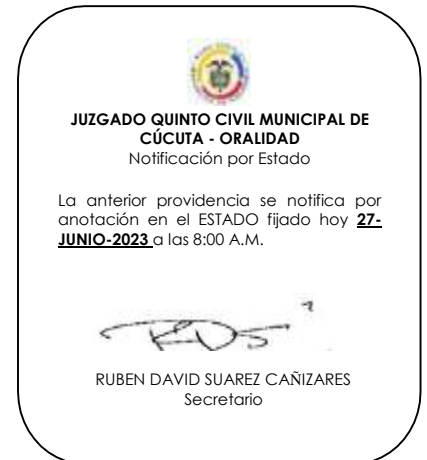 JUZGADO QUINTO CIVIL MUNICIPAL DE
CÚCUTA - ORALIDAD
Notificación por Estado
La anterior providencia se notifica por
anotación en el ESTADO fijado hoy 27-
JUNIO-2023 a las 8:00 A.M.
RDS
RUBEN DAVID SUAREZ CAÑIZARES
Secretario